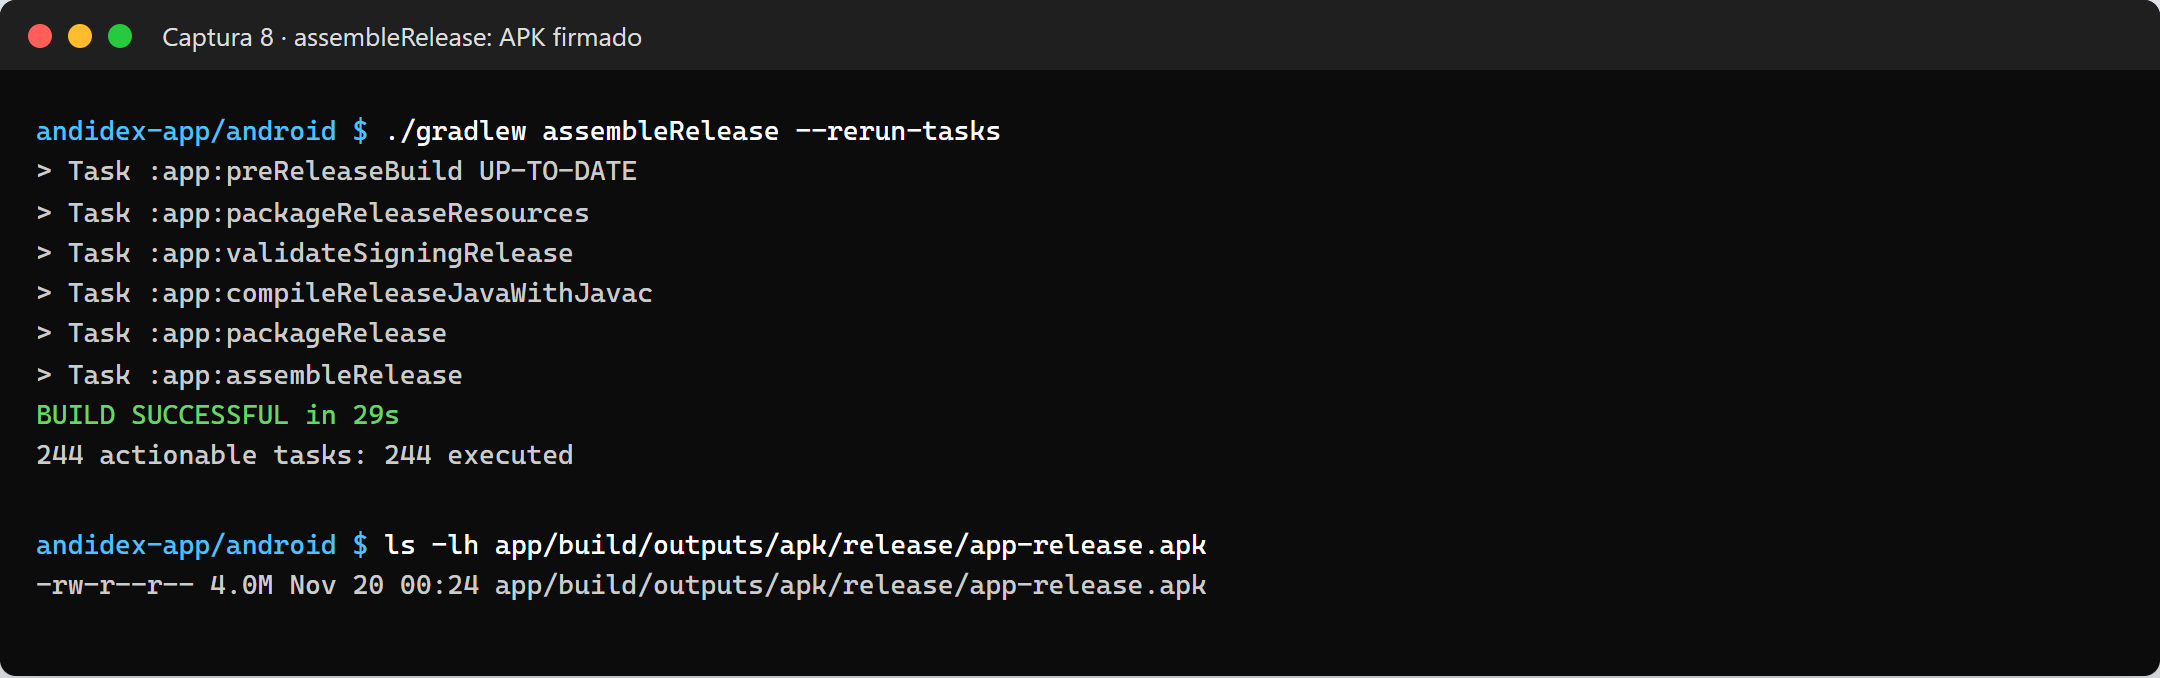 Captura 8 · assembleRelease: APK firmado
andidex-app/android $ ./gradlew assembleRelease --rerun-tasks
> Task :app:preReleaseBuild UP-TO-DATE
> Task :app:packageReleaseResources
> Task :app:validateSigningRelease
> Task :app:compileReleaseJavaWithJavac
> Task :app:packageRelease
> Task :app:assembleRelease
BUILD SUCCESSFUL in 29s
244 actionable tasks: 244 executed
andidex-app/android $ ls -lh app/build/outputs/apk/release/app-release.apk
-rw-r--r-- 4.0M Nov 20 00:24 app/build/outputs/apk/release/app-release.apk